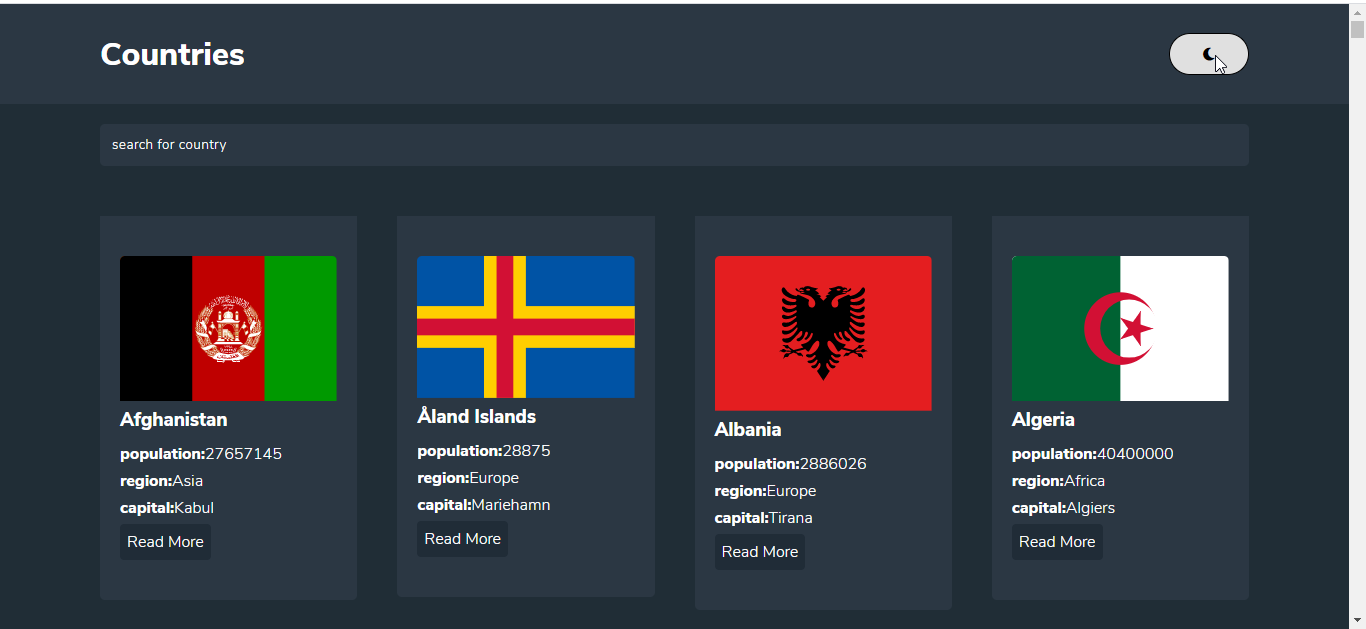 Countries
search for country
Afghanistan
population:27657145
region:Asia
capital:Kabul
Read More
Åland Islands
population:28875
region:Europe
capital:Mariehamn
Read More
Albania
population:2886026
region:Europe
capital:Tirana
Read More
Algeria
population:40400000
region:Africa
capital:Algiers
Read More